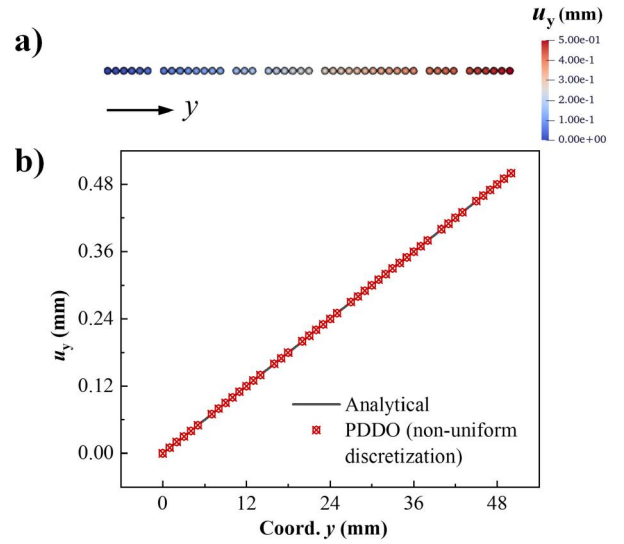 a)
u_y (mm)
5.00e-01
4.00e-1
3.00e-1
2.00e-1
1.00e-1
0.00e+00
y
b)
0.48
0.36
0.24
0.12
0.00
u_y (mm)
Analytical
PDDO (non-uniform
discretization)
0 12 24 36 48
Coord. y (mm)